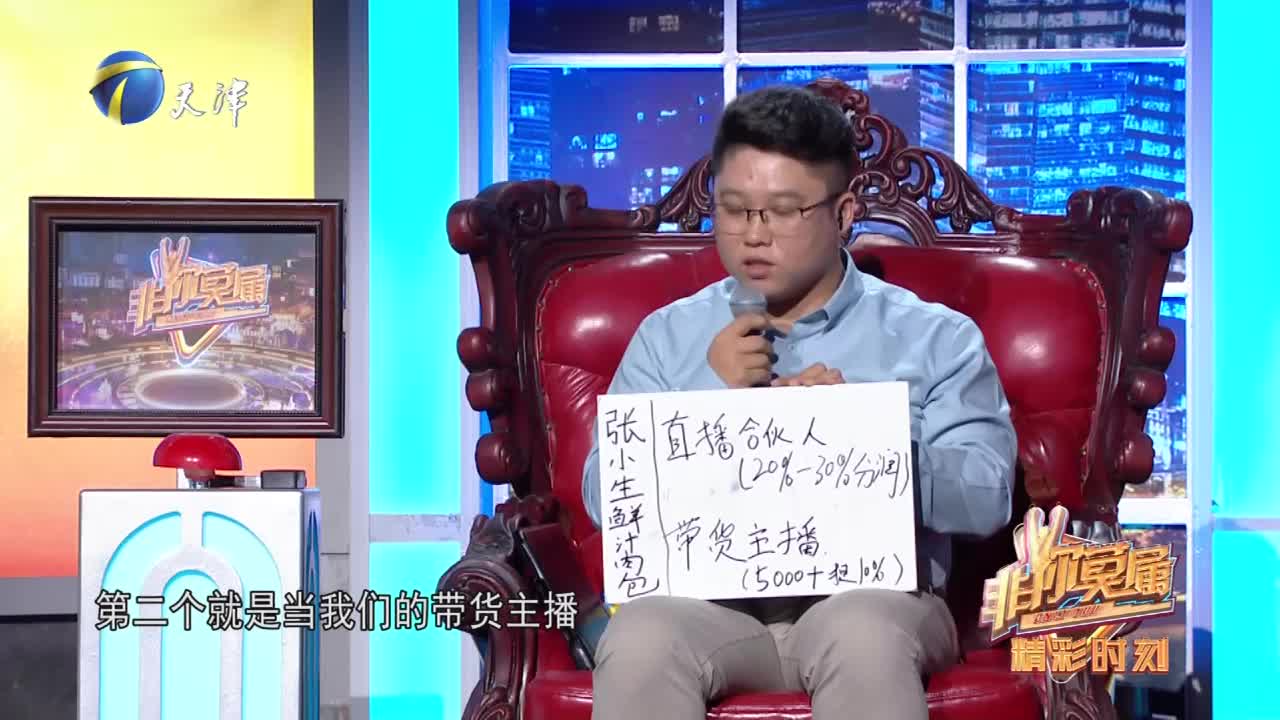 天津
非你莫属
张小生鲜汁肉包
直播合伙人
(20%-30%分润)
带货主播
(5000+提10%)
第二个就是当我们的带货主播
非你莫属
精彩时刻